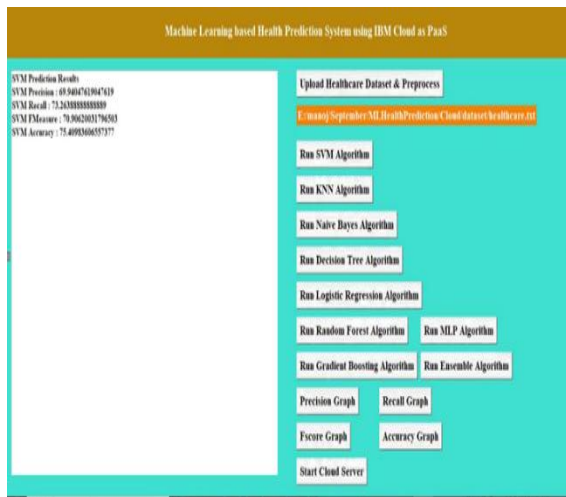 Machine Learning based Health Prediction System using IBM Cloud as PaaS
SVM Prediction Results
SVM Precision : 69.94047619047619
SVM Recall : 73.26388888888889
SVM FMeasure : 70.90620031796503
SVM Accuracy : 75.40983606557377
Upload Healthcare Dataset & Preprocess
E:/manoj/September/MLHealthPrediction/Cloud/dataset/healthcare.txt
Run SVM Algorithm
Run KNN Algorithm
Run Naive Bayes Algorithm
Run Decision Tree Algorithm
Run Logistic Regression Algorithm
Run Random Forest Algorithm
Run MLP Algorithm
Run Gradient Boosting Algorithm
Run Ensemble Algorithm
Precision Graph
Recall Graph
Fscore Graph
Accuracy Graph
Start Cloud Server